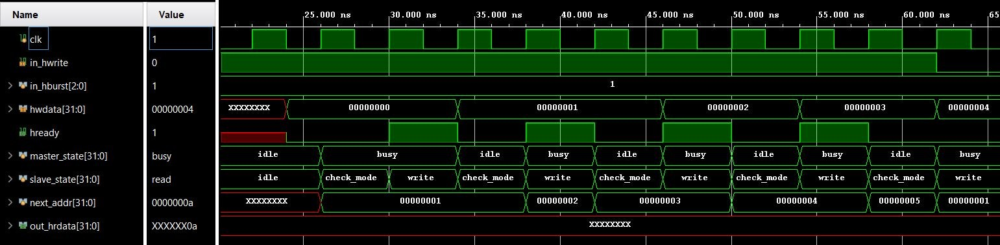 Name Value 25.000 ns 30.000 ns 35.000 ns 40.000 ns 45.000 ns 50.000 ns 55.000 ns 60.000 ns 65
clk 1
in_hwrite 0
in_hburst[2:0] 1 1
hwdata[31:0] 00000004 XXXXXXXX 00000000 00000001 00000002 00000003 00000004
hready 1
master_state[31:0] busy idle busy idle busy idle busy idle busy idle busy
slave_state[31:0] read idle check_mode write check_mode write check_mode write check_mode write check_mode write
next_addr[31:0] 0000000a XXXXXXXX 00000001 00000002 00000003 00000004 00000005 00000001
out_hrdata[31:0] XXXXXX0a XXXXXXXX